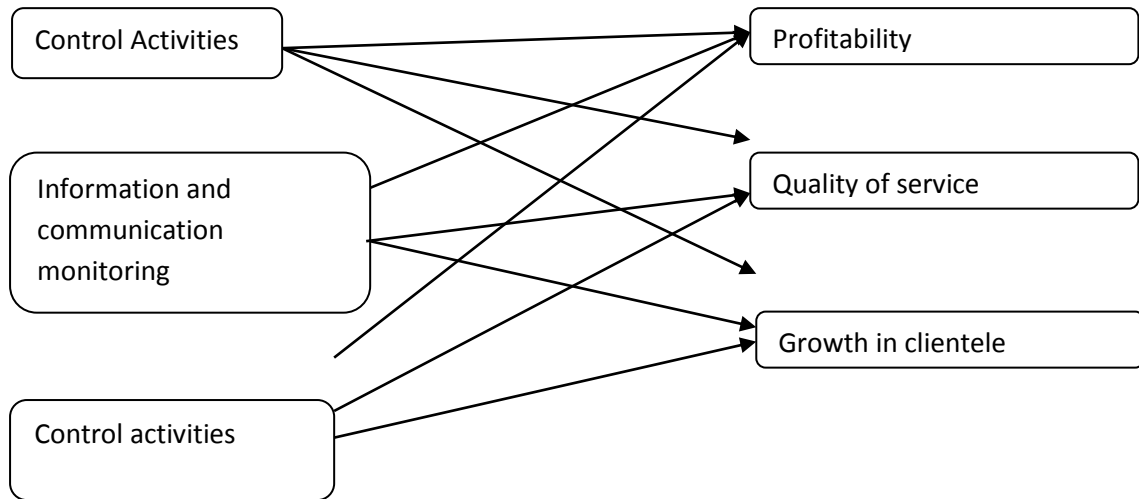 Control Activities
Profitability
Information and
communication
monitoring
Quality of service
Growth in clientele
Control activities